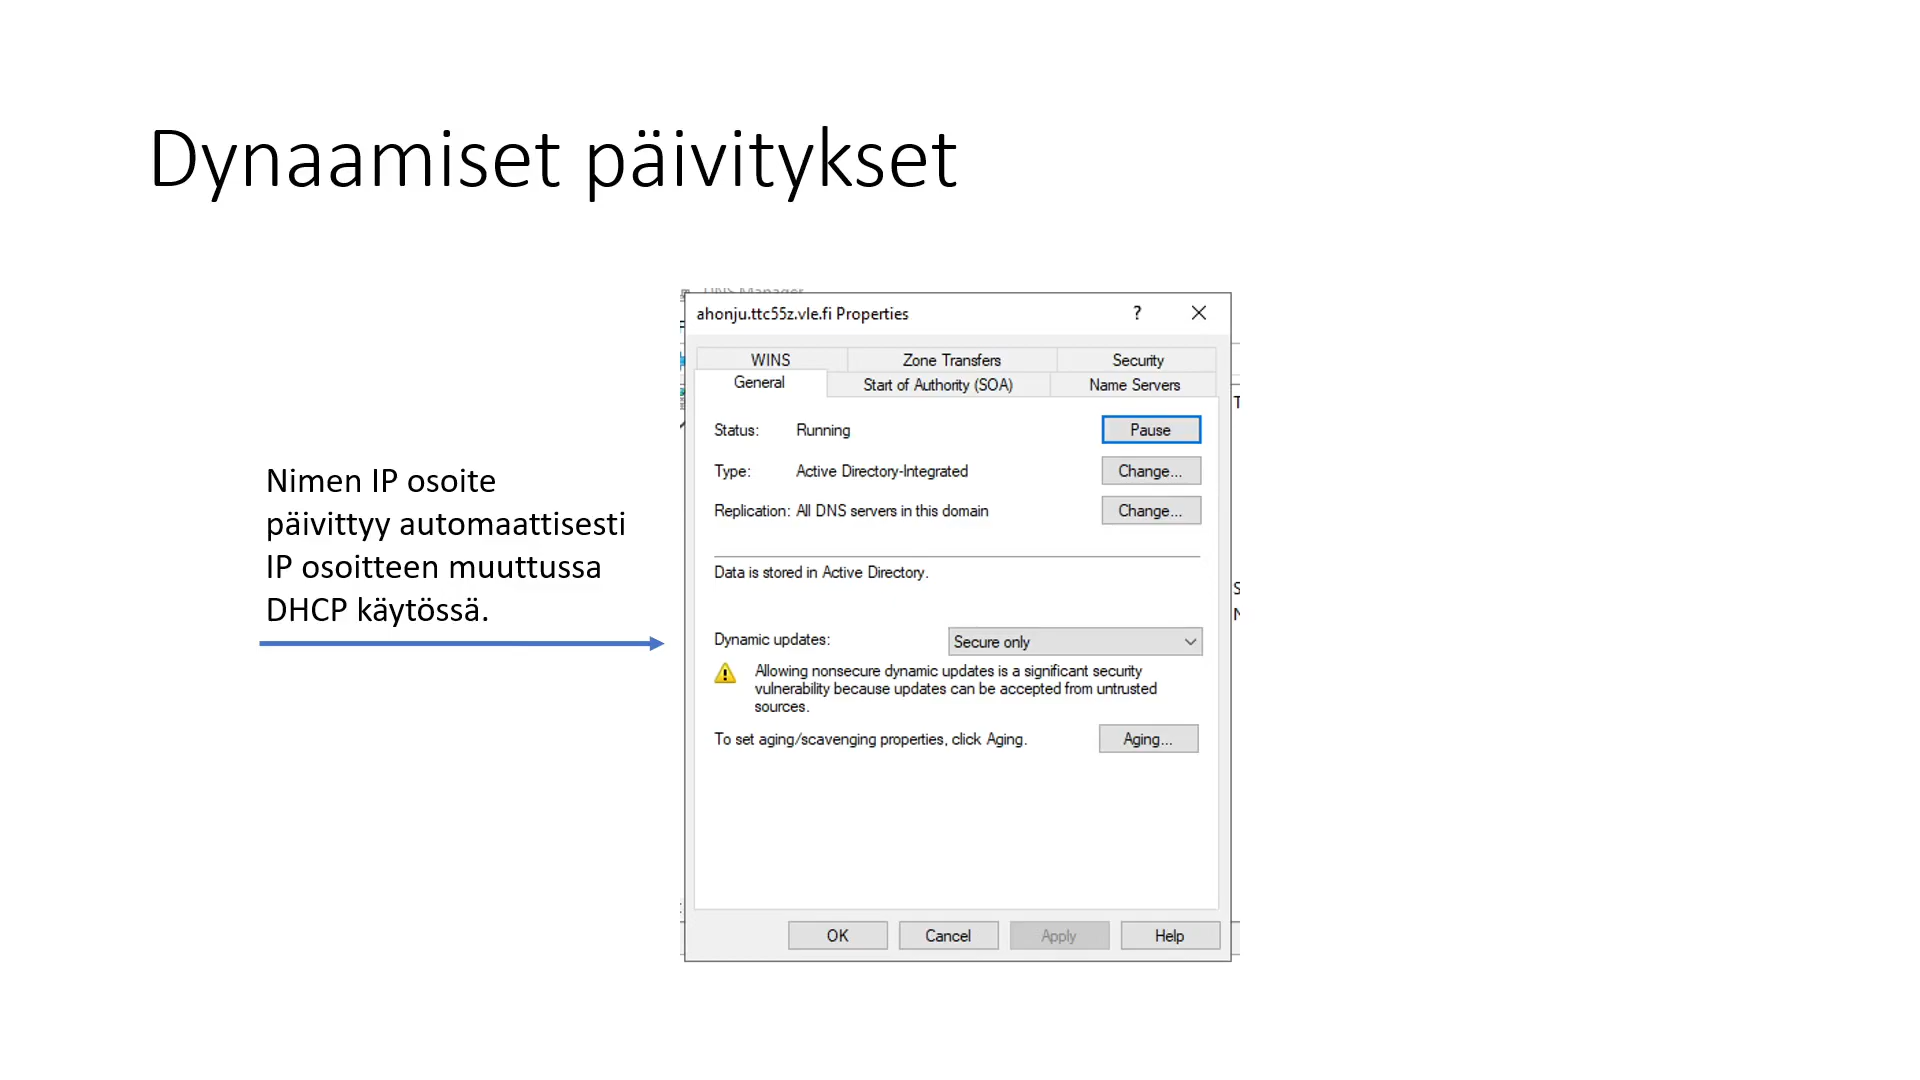 Dynaamiset päivitykset
Nimen IP osoite
päivittyy automaattisesti
IP osoitteen muuttussa
DHCP käytössä.
DNS Manager
ahonju.ttc55z.vle.fi Properties
?
WINS Zone Transfers Security
General Start of Authority (SOA) Name Servers
Status: Running Pause
Type: Active Directory-Integrated Change...
Replication: All DNS servers in this domain Change...
Data is stored in Active Directory.
Dynamic updates: Secure only
Allowing nonsecure dynamic updates is a significant security
vulnerability because updates can be accepted from untrusted
sources.
To set aging/scavenging properties, click Aging. Aging...
OK Cancel Apply Help